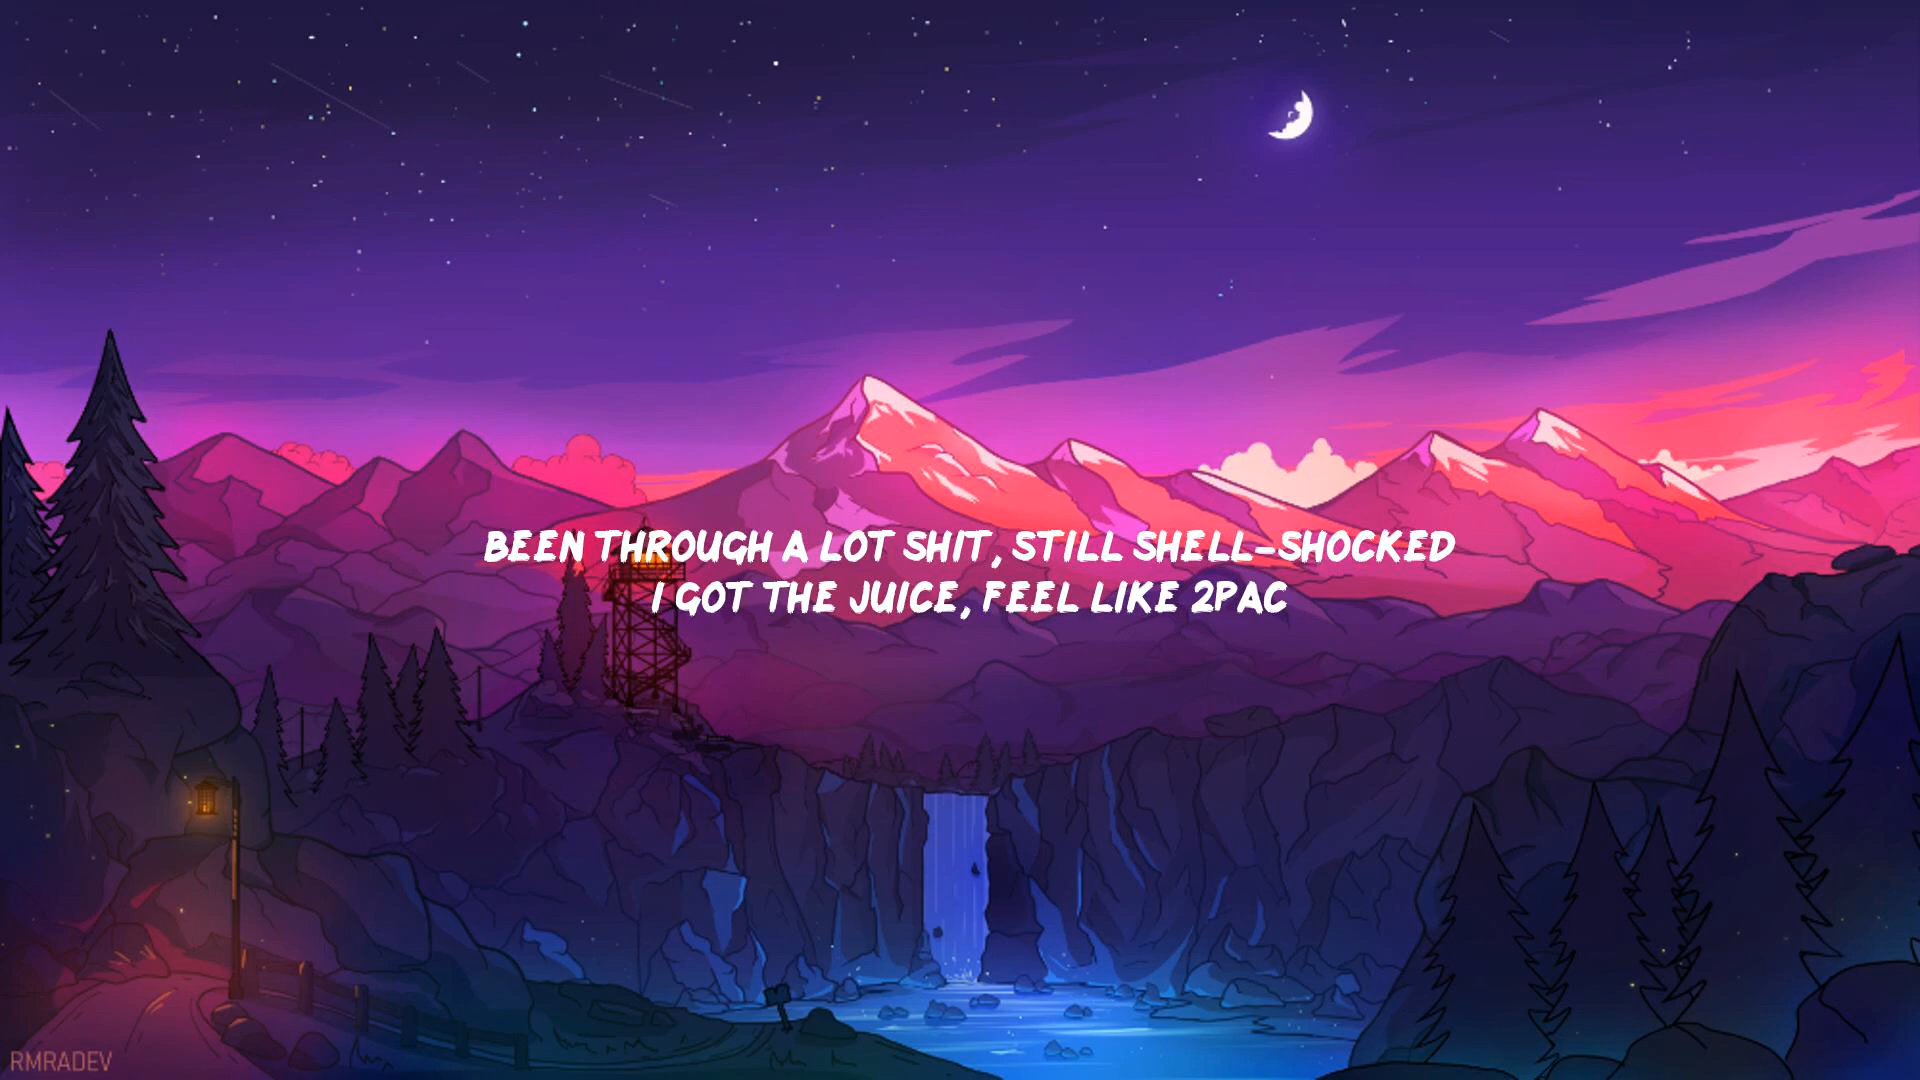 BEEN THROUGH A LOT SHIT, STILL SHELL-SHOCKED
I GOT THE JUICE, FEEL LIKE 2PAC
RMRADEV